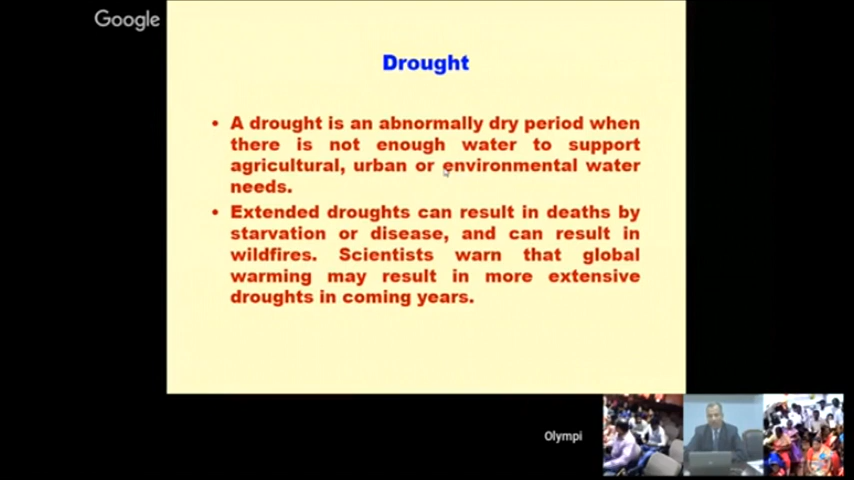 Google
Drought
• A drought is an abnormally dry period when
there is not enough water to support
agricultural, urban or environmental water
needs.
• Extended droughts can result in deaths by
starvation or disease, and can result in
wildfires. Scientists warn that global
warming may result in more extensive
droughts in coming years.
Olympi